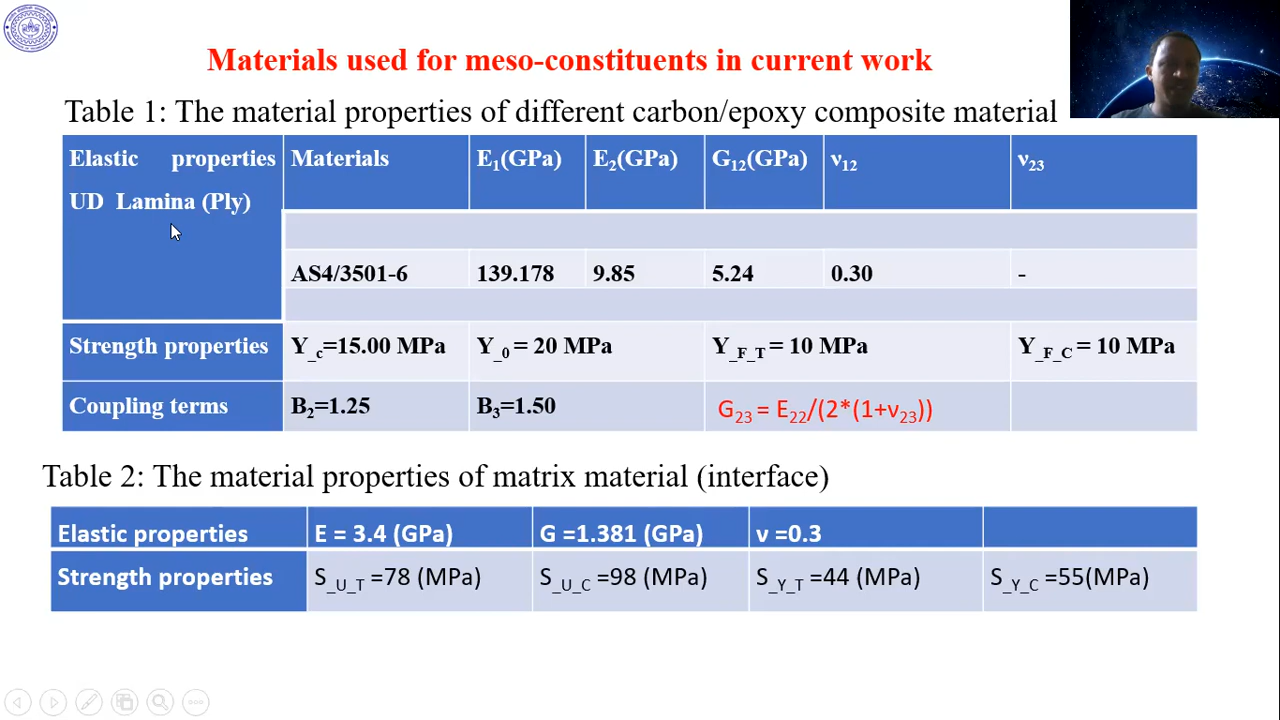 Materials used for meso-constituents in current work
Table 1: The material properties of different carbon/epoxy composite material
Elastic properties UD Lamina (Ply) Materials E₁(GPa) E₂(GPa) G₁₂(GPa) ν₁₂ ν₂₃
AS4/3501-6 139.178 9.85 5.24 0.30 -
Strength properties Y_c=15.00 MPa Y_0 = 20 MPa Y_F_T = 10 MPa Y_F_C = 10 MPa
Coupling terms B₂=1.25 B₃=1.50 G₂₃ = E₂₂/(2*(1+ν₂₃))
Table 2: The material properties of matrix material (interface)
Elastic properties E = 3.4 (GPa) G =1.381 (GPa) ν =0.3
Strength properties S_U_T =78 (MPa) S_U_C =98 (MPa) S_Y_T =44 (MPa) S_Y_C =55(MPa)